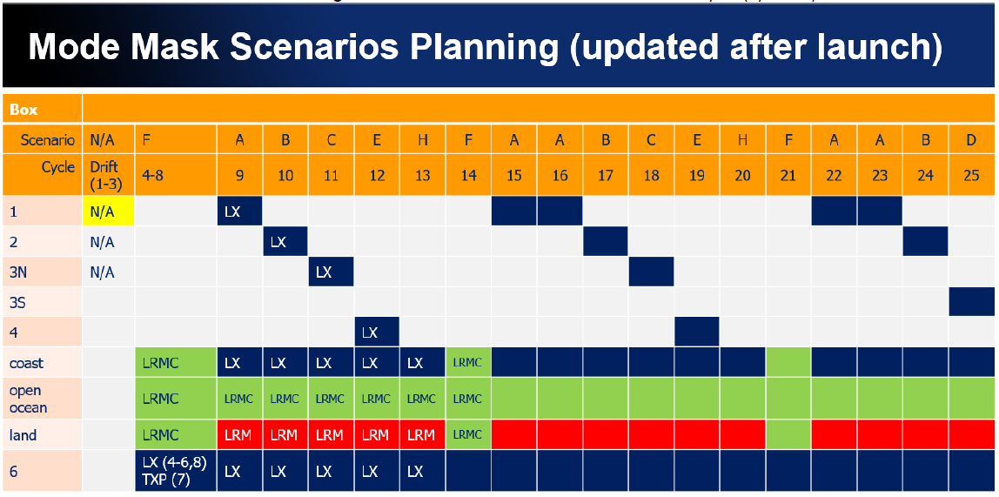 Mode Mask Scenarios Planning (updated after launch)
Box
Scenario N/A F A B C E H F A A B C E H F A A B D
Cycle Drift (1-3) 4-8 9 10 11 12 13 14 15 16 17 18 19 20 21 22 23 24 25
1 N/A LX
2 N/A LX
3N N/A LX
3S
4 LX
coast LRMC LX LX LX LX LX LRMC
open ocean LRMC LRMC LRMC LRMC LRMC LRMC LRMC
land LRMC LRM LRM LRM LRM LRM LRMC
6 LX (4-6,8) TXP (7) LX LX LX LX LX